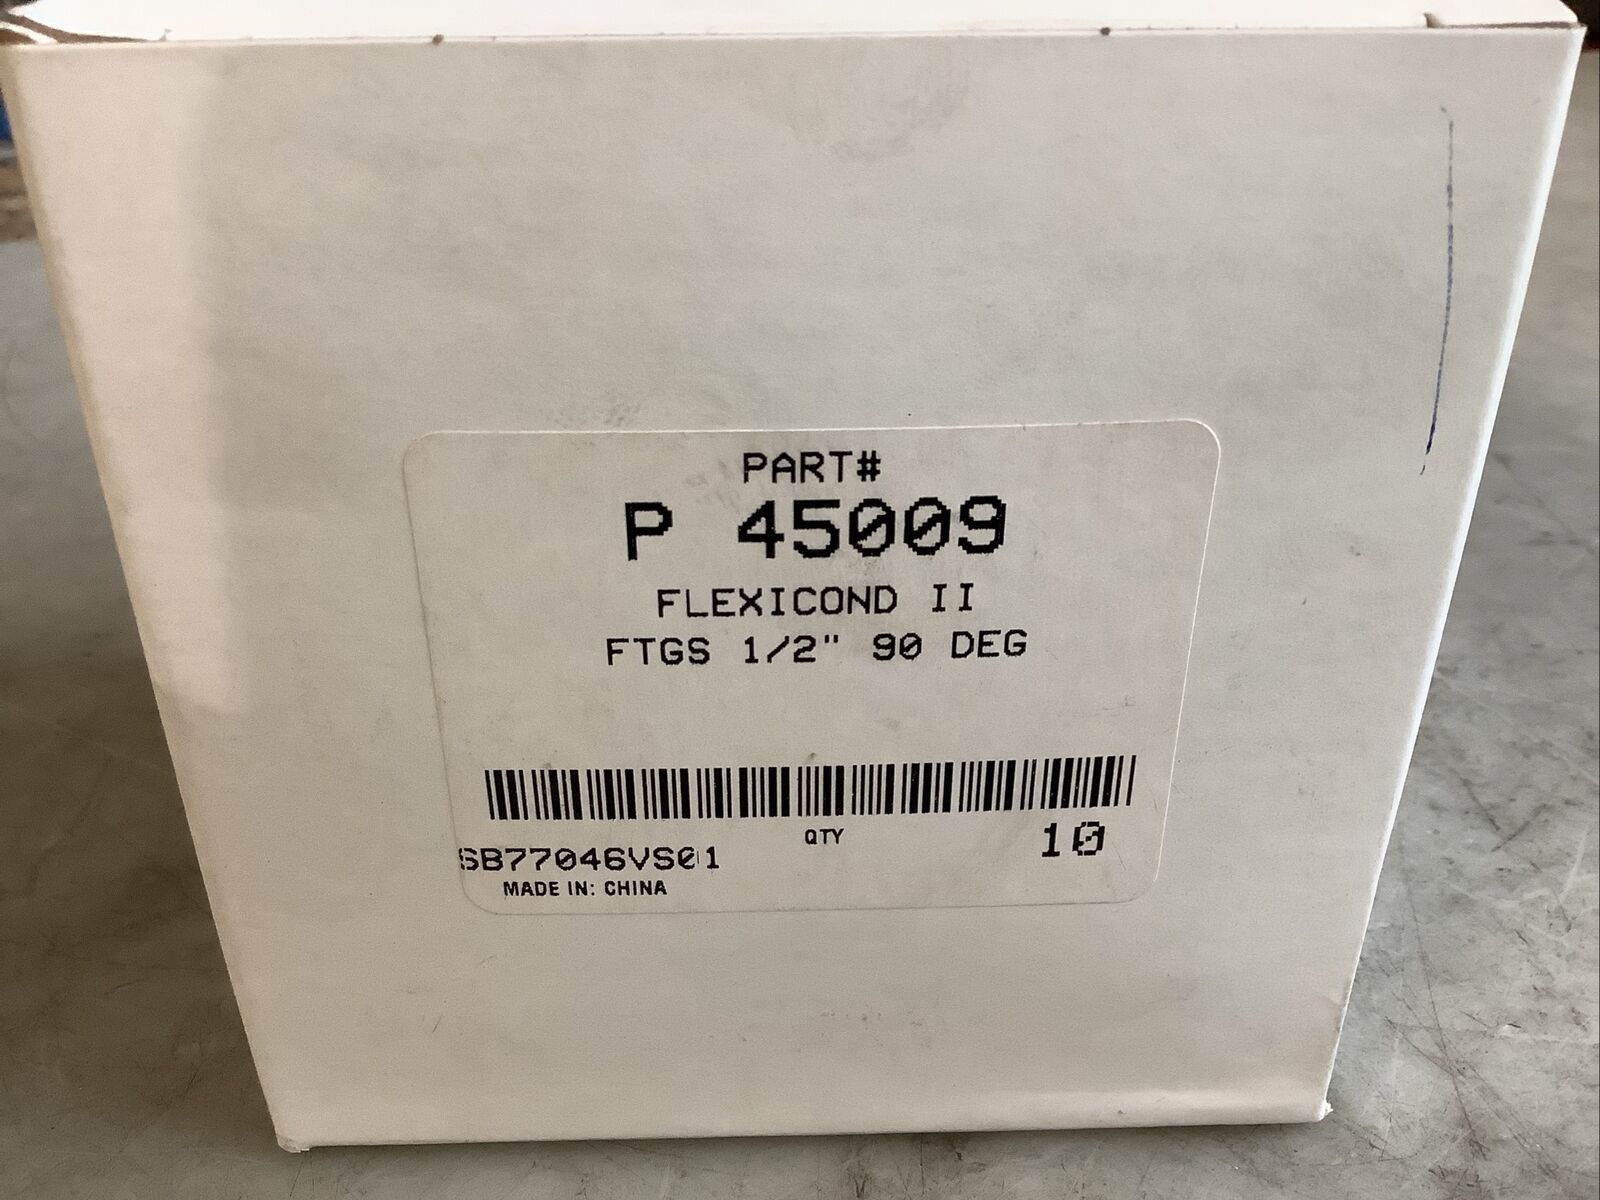 PART#
P 45009
FLEXICOND II
FTGS 1/2" 90 DEG
QTY
10
SB77046VS01
MADE IN: CHINA